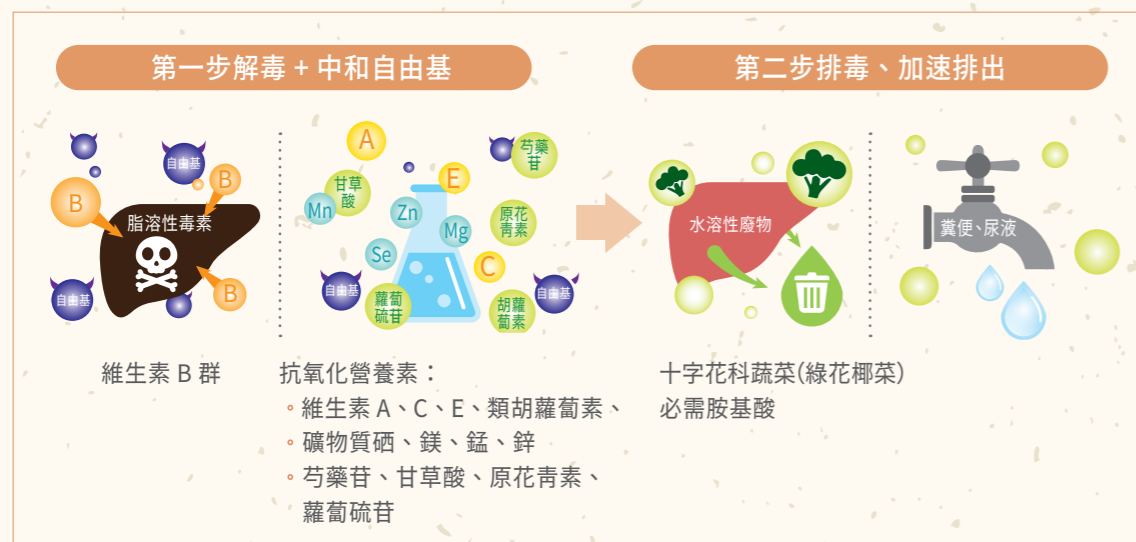 第一步解毒 + 中和自由基
自由基
B
B
脂溶性毒素
自由基
B
A
芍藥
苷
E
甘草
酸
Mn
Zn
原花
靑素
Mg
Se
C
自由基
自由基
蘿蔔
硫苷
胡蘿
蔔素
維生素 B 群
抗氧化營養素：
◦維生素 A、C、E、類胡蘿蔔素、
◦礦物質硒、鎂、錳、鋅
◦芍藥苷、甘草酸、原花靑素、
蘿蔔硫苷
第二步排毒、加速排出
水溶性廢物
糞便、尿液
十字花科蔬菜(綠花椰菜)
必需胺基酸